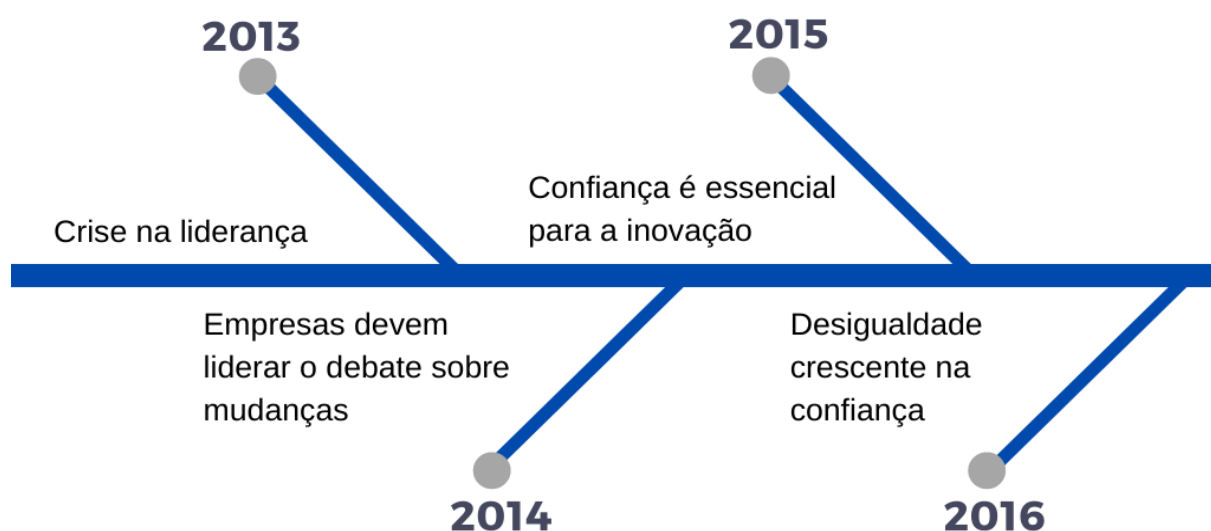 2013
Crise na liderança
Empresas devem
liderar o debate sobre
mudanças
2014
2015
Confiança é essencial
para a inovação
Desigualdade
crescente na
confiança
2016